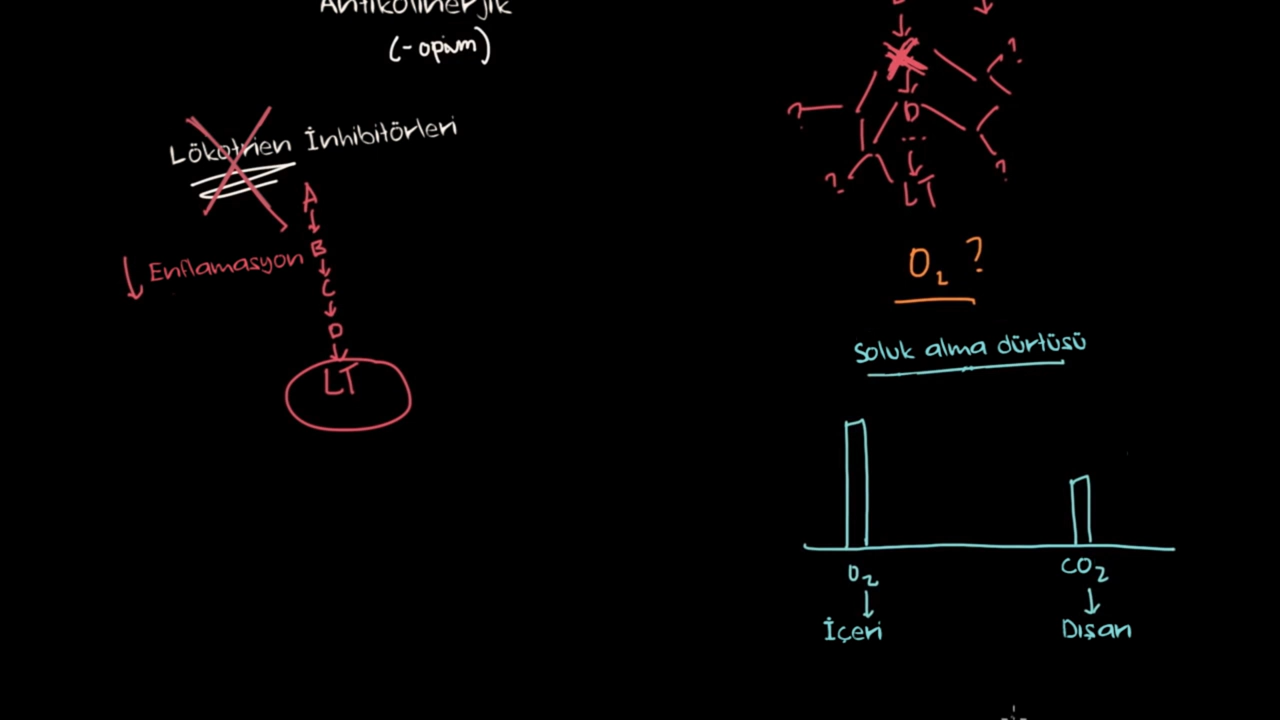 Antikolinerjik
(-opium)
Lökotrien İnhibitörleri
A
B
↓ Enflamasyon
C
D
LT
?
?
D
...
?
?
LT
O₂ ?
Soluk alma dürtüsü
O₂
CO₂
İçeri
Dışarı